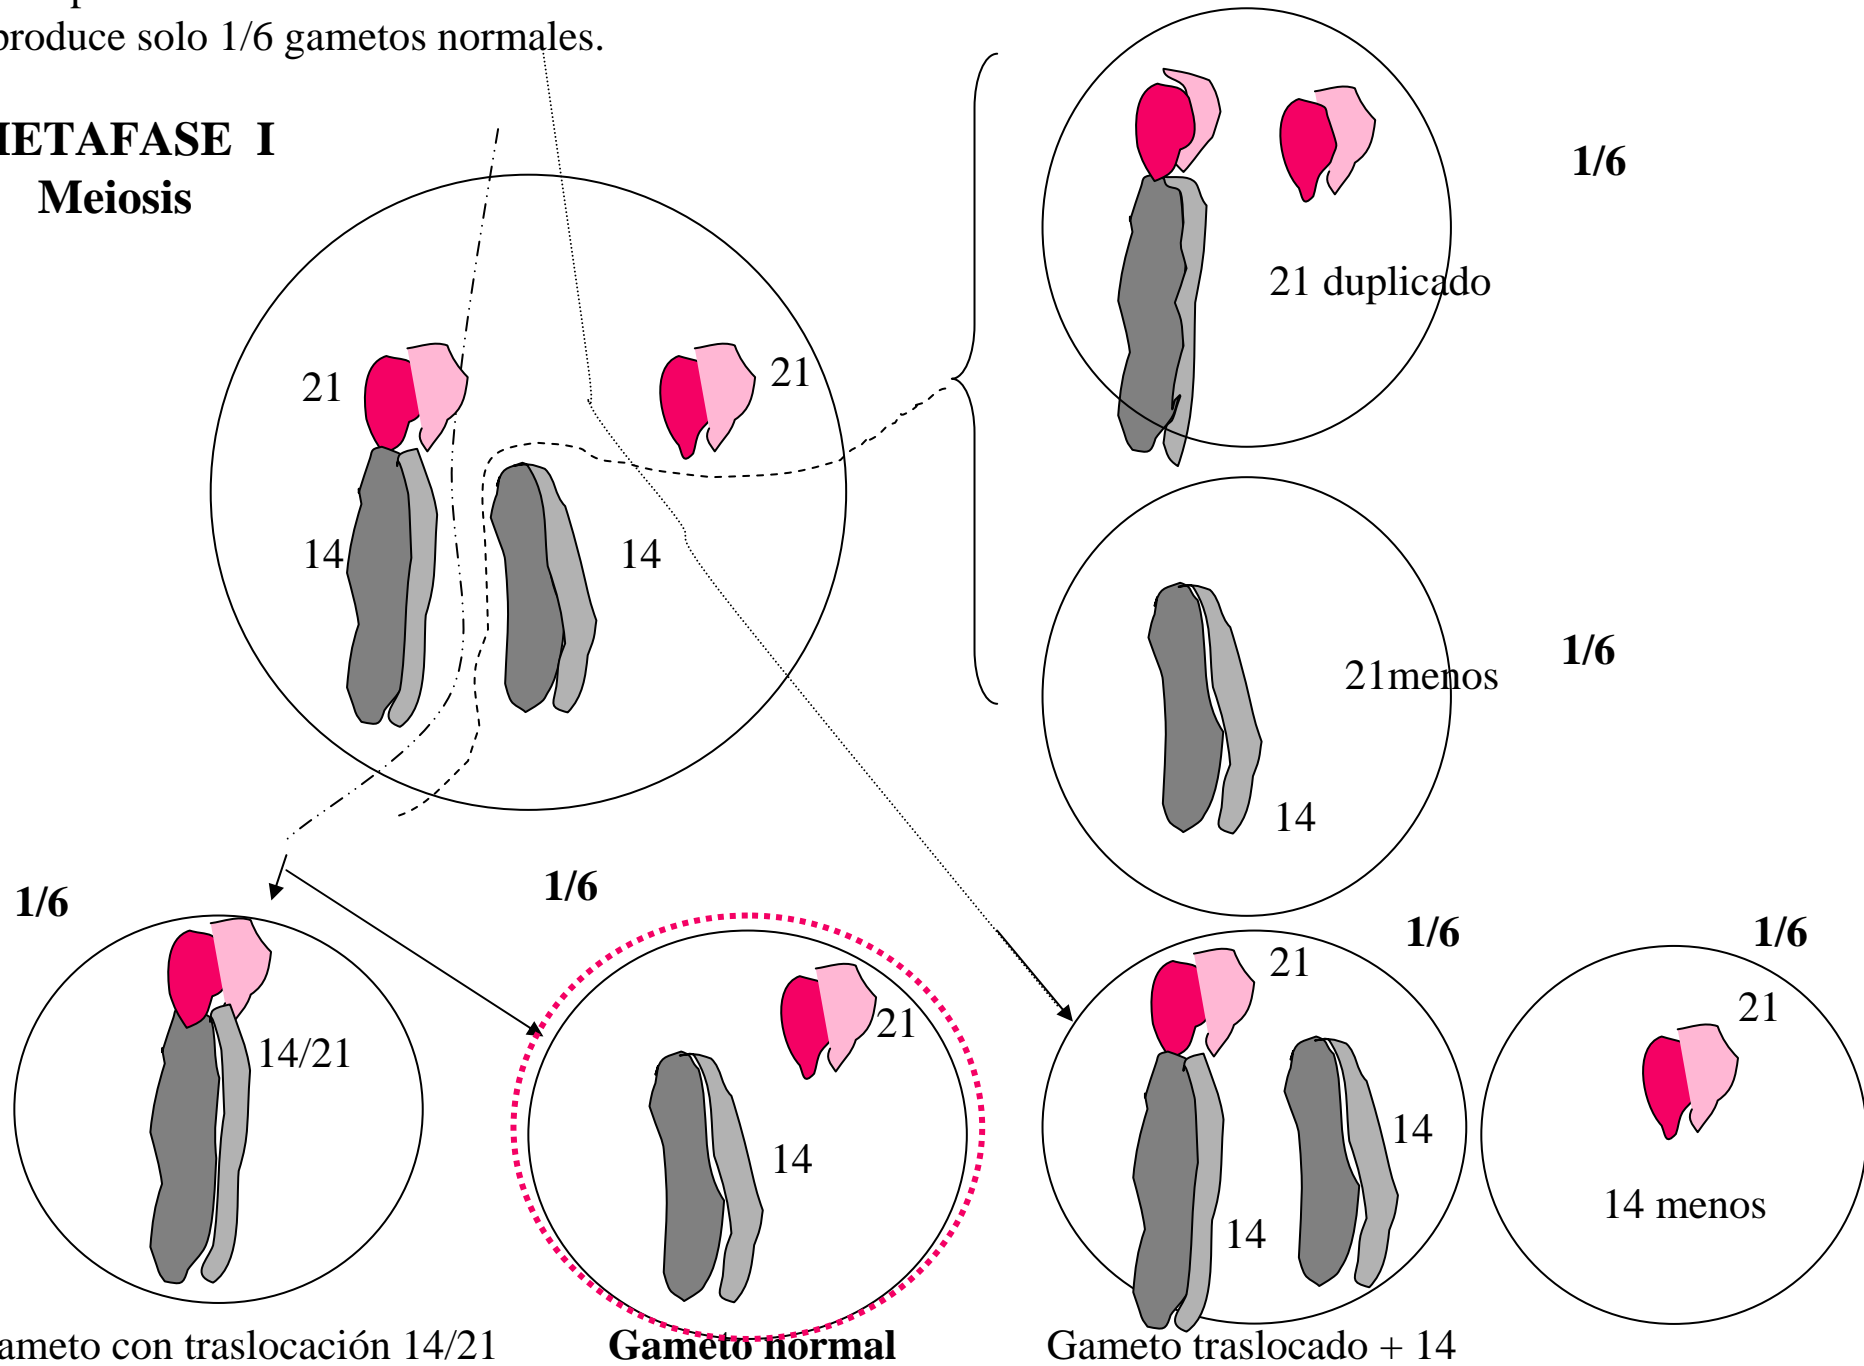 produce solo 1/6 gametos normales.
METAFASE I
Meiosis
1/6
21 duplicado
21
21
14
14
1/6
21menos
14
1/6
1/6
1/6
1/6
14/21
21
14
21
14
14
21
14 menos
Gameto con traslocación 14/21
Gameto normal
Gameto traslocado + 14